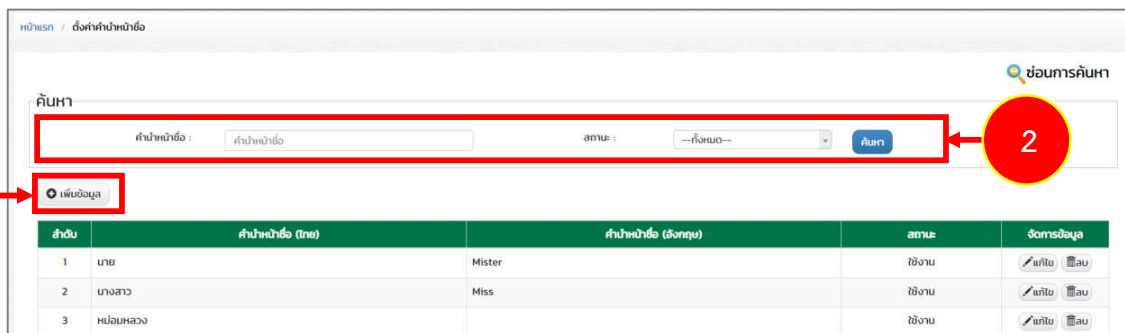 หน้าแรก / ตั้งค่าคำนำหน้าชื่อ
ซ่อนการค้นหา
ค้นหา
คำนำหน้าชื่อ : คำนำหน้าชื่อ สถานะ : ---ทั้งหมด--- ค้นหา
2
เพิ่มข้อมูล
ลำดับ คำนำหน้าชื่อ (ไทย) คำนำหน้าชื่อ (อังกฤษ) สถานะ จัดการข้อมูล
1 นาย Mister ใช้งาน แก้ไข ลบ
2 นางสาว Miss ใช้งาน แก้ไข ลบ
3 หม่อมหลวง ใช้งาน แก้ไข ลบ